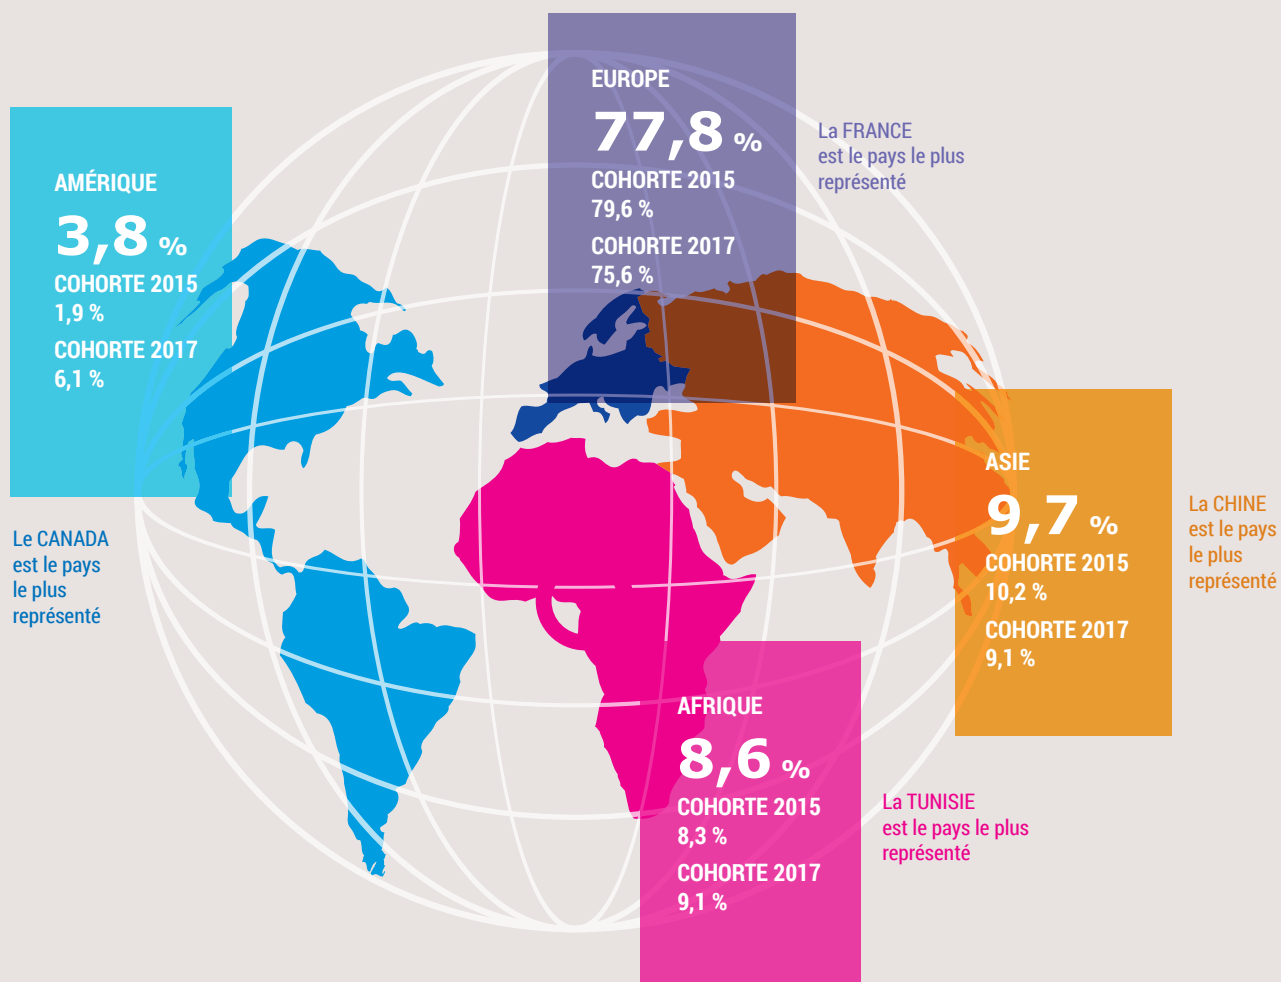 EUROPE
77,8 %
COHORTE 2015
79,6 %
COHORTE 2017
75,6 %
La FRANCE
est le pays le plus
représenté
AMÉRIQUE
3,8 %
COHORTE 2015
1,9 %
COHORTE 2017
6,1 %
Le CANADA
est le pays
le plus
représenté
ASIE
9,7 %
COHORTE 2015
10,2 %
COHORTE 2017
9,1 %
La CHINE
est le pays
le plus
représenté
AFRIQUE
8,6 %
COHORTE 2015
8,3 %
COHORTE 2017
9,1 %
La TUNISIE
est le pays le plus
représenté